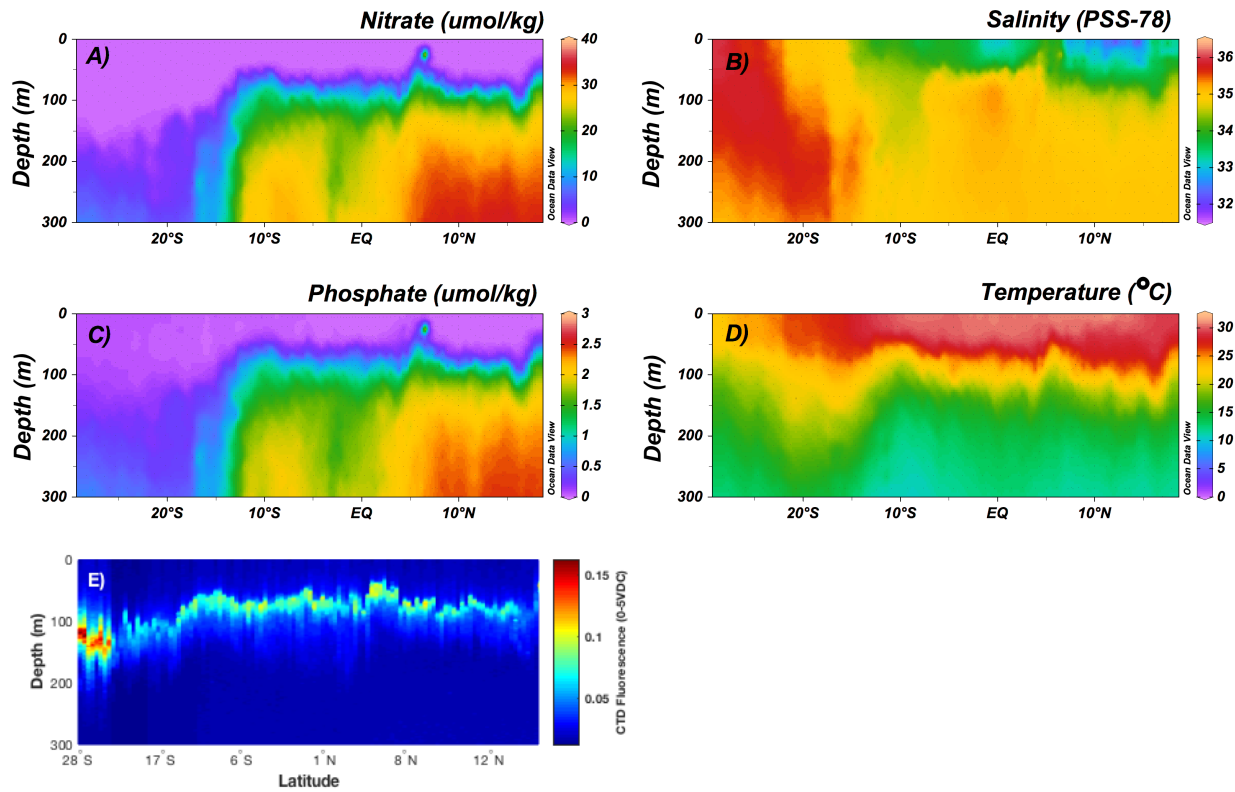 Nitrate (umol/kg)
A)
0
100
200
300
Depth (m)
20°S
10°S
EQ
10°N
40
30
20
10
0
Ocean Data View
Salinity (PSS-78)
B)
0
100
200
300
Depth (m)
20°S
10°S
EQ
10°N
36
35
34
33
32
Ocean Data View
Phosphate (umol/kg)
C)
0
100
200
300
Depth (m)
20°S
10°S
EQ
10°N
3
2.5
2
1.5
1
0.5
0
Ocean Data View
Temperature (°C)
D)
0
100
200
300
Depth (m)
20°S
10°S
EQ
10°N
30
25
20
15
10
5
0
Ocean Data View
E)
0
100
200
300
Depth (m)
28°S
17°S
6°S
1°N
8°N
12°N
Latitude
0.15
0.1
0.05
CTD Fluorescence (0-5VDC)